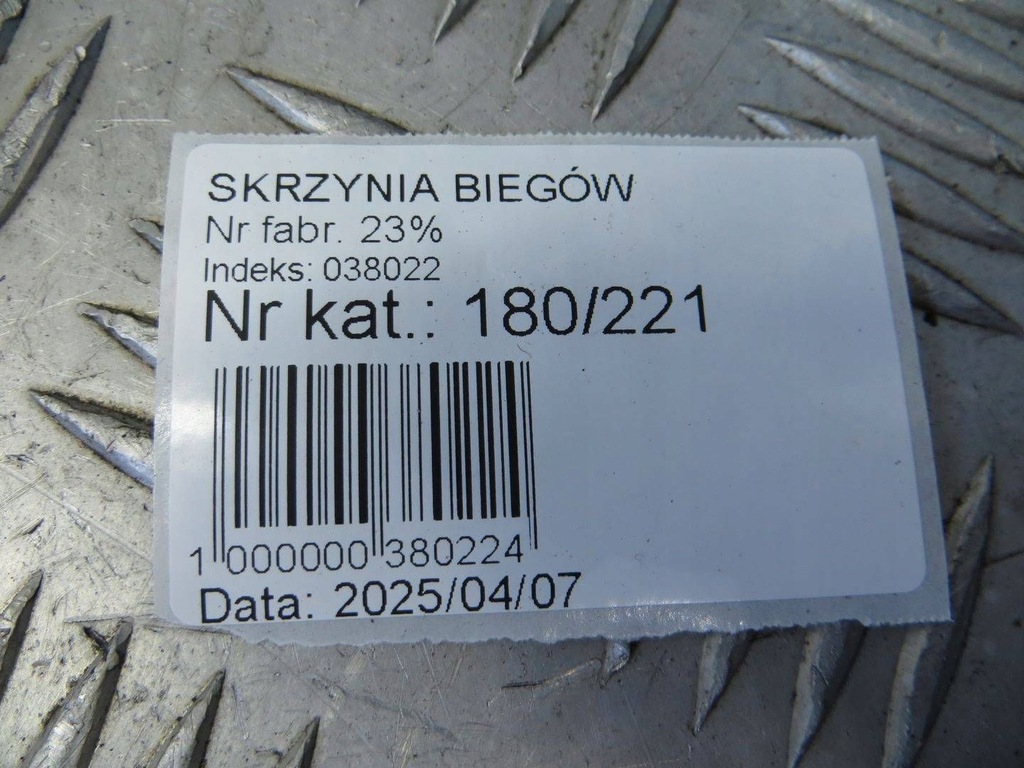 SKRZYNIA BIEGÓW
Nr fabr. 23%
Indeks: 038022
Nr kat.: 180/221
1 000000 380224
Data: 2025/04/07